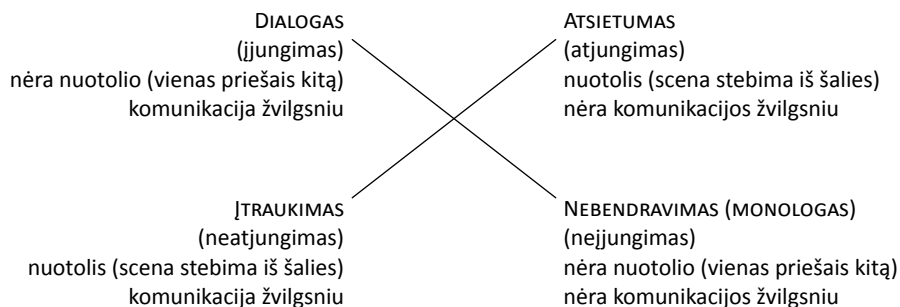 DIALOGAS
(įjungimas)
nėra nuotolio (vienas priešais kitą)
komunikacija žvilgsniu
ATSIETUMAS
(atjungimas)
nuotolis (scena stebima iš šalies)
nėra komunikacijos žvilgsniu
ĮTRAUKIMAS
(neatjungimas)
nuotolis (scena stebima iš šalies)
komunikacija žvilgsniu
NEBENDRAVIMAS (MONOLOGAS)
(neįjungimas)
nėra nuotolio (vienas priešais kitą)
nėra komunikacijos žvilgsniu